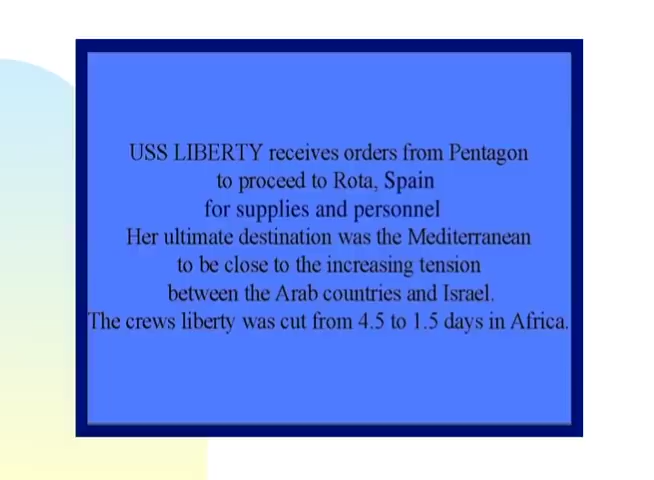 USS LIBERTY receives orders from Pentagon
to proceed to Rota, Spain
for supplies and personnel
Her ultimate destination was the Mediterranean
to be close to the increasing tension
between the Arab countries and Israel.
The crews liberty was cut from 4.5 to 1.5 days in Africa.